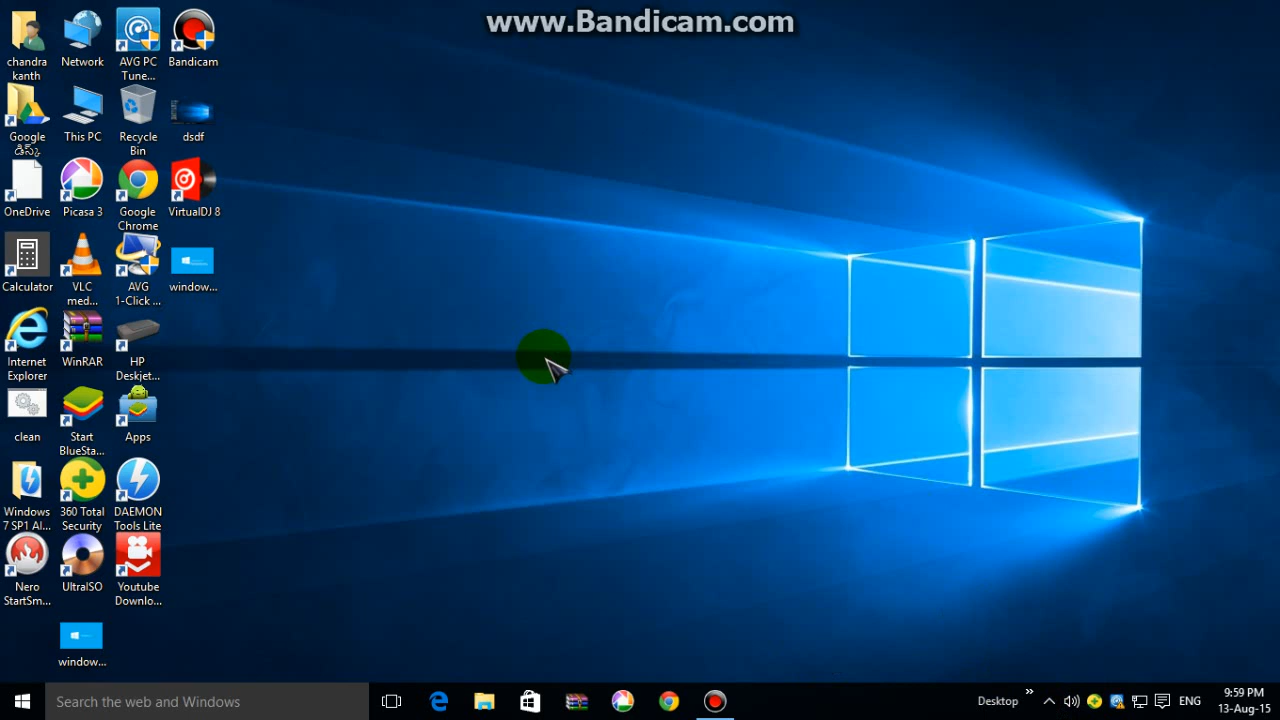 www.Bandicam.com
chandra
kanth
Network
AVG PC
Tune...
Bandicam
Google
డిస్క్
This PC
Recycle
Bin
dsdf
OneDrive
Picasa 3
Google
Chrome
VirtualDJ 8
Calculator
VLC
med...
AVG
1-Click ...
window...
Internet
Explorer
WinRAR
HP
Deskjet...
clean
Start
BlueSta...
Apps
Windows
7 SP1 AI...
360 Total
Security
DAEMON
Tools Lite
Nero
StartSm...
UltraISO
Youtube
Downlo...
window...
Search the web and Windows
Desktop
ENG
9:59 PM
13-Aug-15